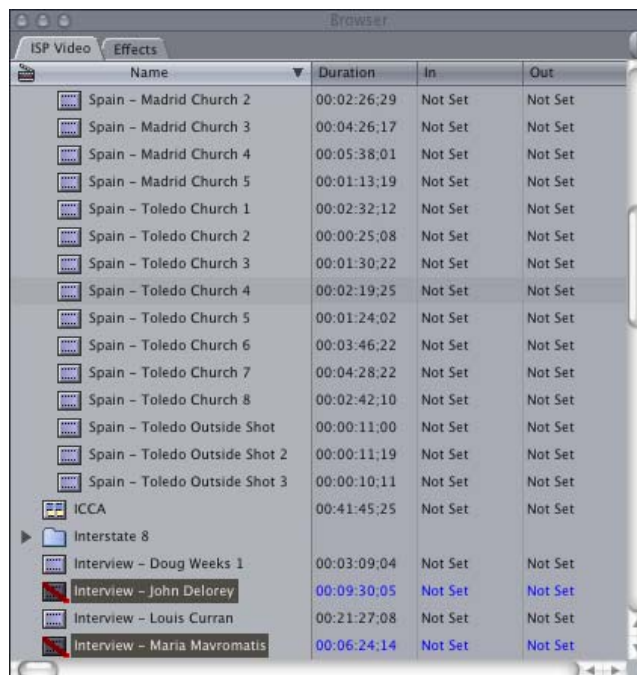 Browser
ISP Video Effects
Name Duration In Out
Spain - Madrid Church 2 00:02:26;29 Not Set Not Set
Spain - Madrid Church 3 00:04:26;17 Not Set Not Set
Spain - Madrid Church 4 00:05:38;01 Not Set Not Set
Spain - Madrid Church 5 00:01:13;19 Not Set Not Set
Spain - Toledo Church 1 00:02:32;12 Not Set Not Set
Spain - Toledo Church 2 00:00:25;08 Not Set Not Set
Spain - Toledo Church 3 00:01:30;22 Not Set Not Set
Spain - Toledo Church 4 00:02:19;25 Not Set Not Set
Spain - Toledo Church 5 00:01:24;02 Not Set Not Set
Spain - Toledo Church 6 00:03:46;22 Not Set Not Set
Spain - Toledo Church 7 00:04:28;22 Not Set Not Set
Spain - Toledo Church 8 00:02:42;10 Not Set Not Set
Spain - Toledo Outside Shot 00:00:11;00 Not Set Not Set
Spain - Toledo Outside Shot 2 00:00:11;19 Not Set Not Set
Spain - Toledo Outside Shot 3 00:00:10;11 Not Set Not Set
ICCA 00:41:45;25 Not Set Not Set
Interstate 8
Interview - Doug Weeks 1 00:03:09;04 Not Set Not Set
Interview - John Delorey 00:09:30;05 Not Set Not Set
Interview - Louis Curran 00:21:27;08 Not Set Not Set
Interview - Maria Mavromatis 00:06:24;14 Not Set Not Set